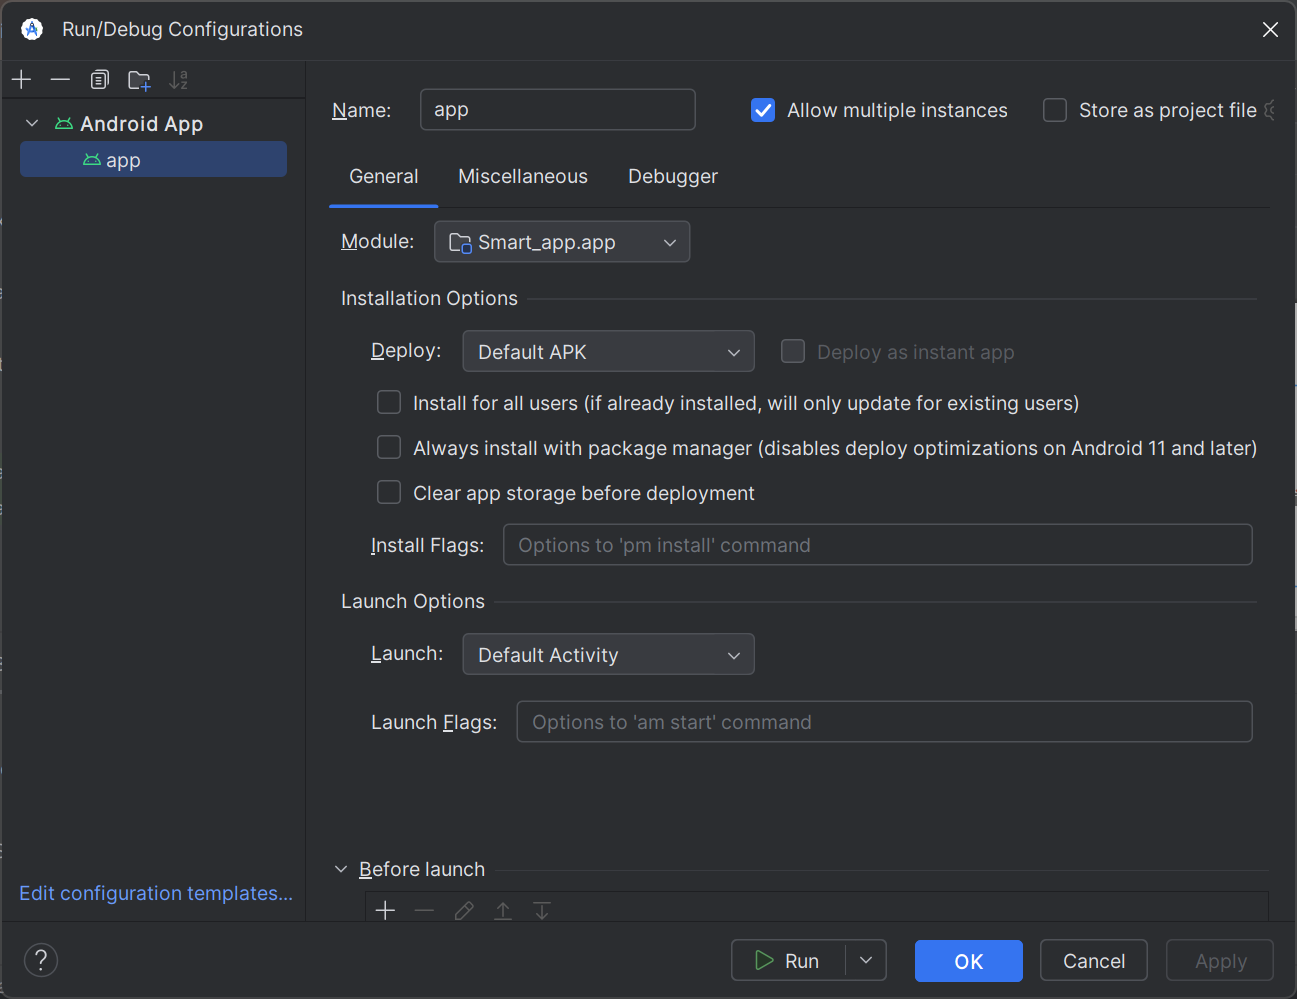 Run/Debug Configurations
Android App
app
Edit configuration templates...
Name: app Allow multiple instances Store as project file
General Miscellaneous Debugger
Module: Smart_app.app
Installation Options
Deploy: Default APK Deploy as instant app
Install for all users (if already installed, will only update for existing users)
Always install with package manager (disables deploy optimizations on Android 11 and later)
Clear app storage before deployment
Install Flags: Options to 'pm install' command
Launch Options
Launch: Default Activity
Launch Flags: Options to 'am start' command
Before launch
? Run OK Cancel Apply